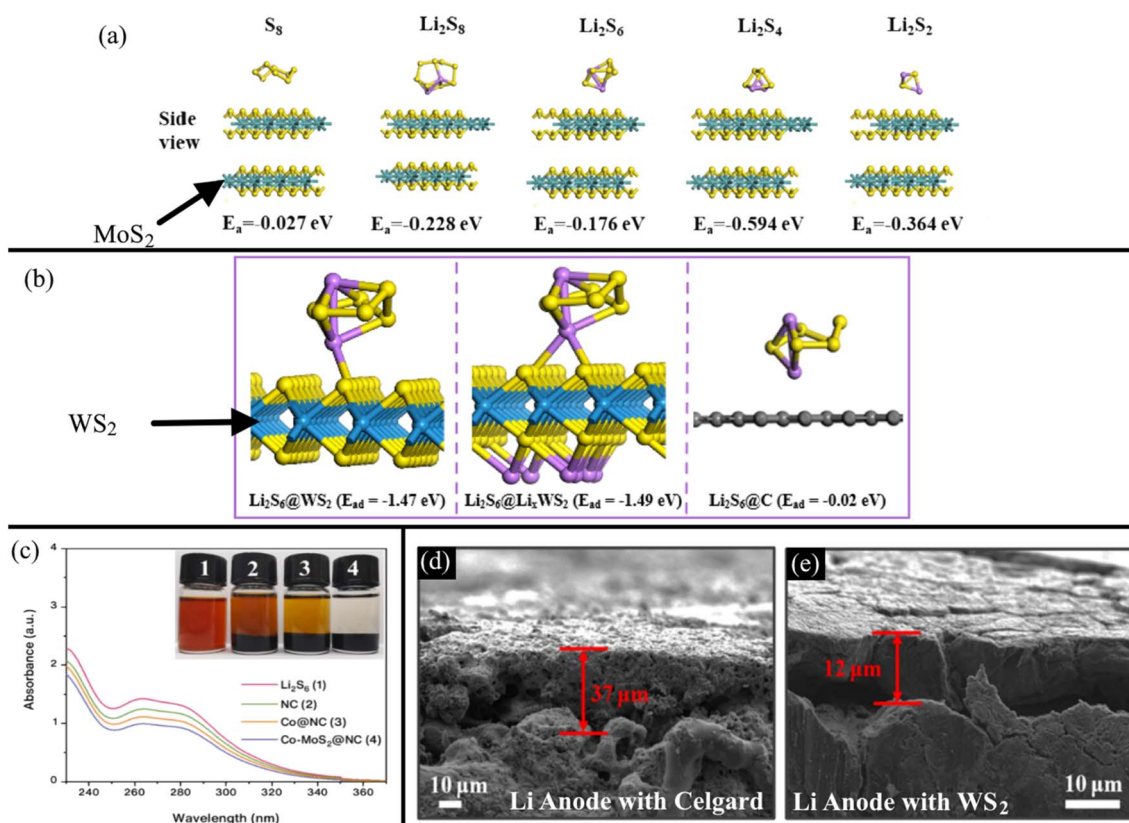 (a)
S₈ Li₂S₈ Li₂S₆ Li₂S₄ Li₂S₂
Side
view
MoS₂
Eₐ=-0.027 eV Eₐ=-0.228 eV Eₐ=-0.176 eV Eₐ=-0.594 eV Eₐ=-0.364 eV
(b)
WS₂
Li₂S₆@WS₂ (E_ad = -1.47 eV) Li₂S₆@LiₓWS₂ (E_ad = -1.49 eV) Li₂S₆@C (E_ad = -0.02 eV)
(c)
4
3
2
1
0
Absorbance (a.u.)
1 2 3 4
Li₂S₆ (1)
NC (2)
Co@NC (3)
Co-MoS₂@NC (4)
240 260 280 300 320 340 360
Wavelength (nm)
(d)
37 µm
10 µm
Li Anode with Celgard
(e)
12 µm
10 µm
Li Anode with WS₂